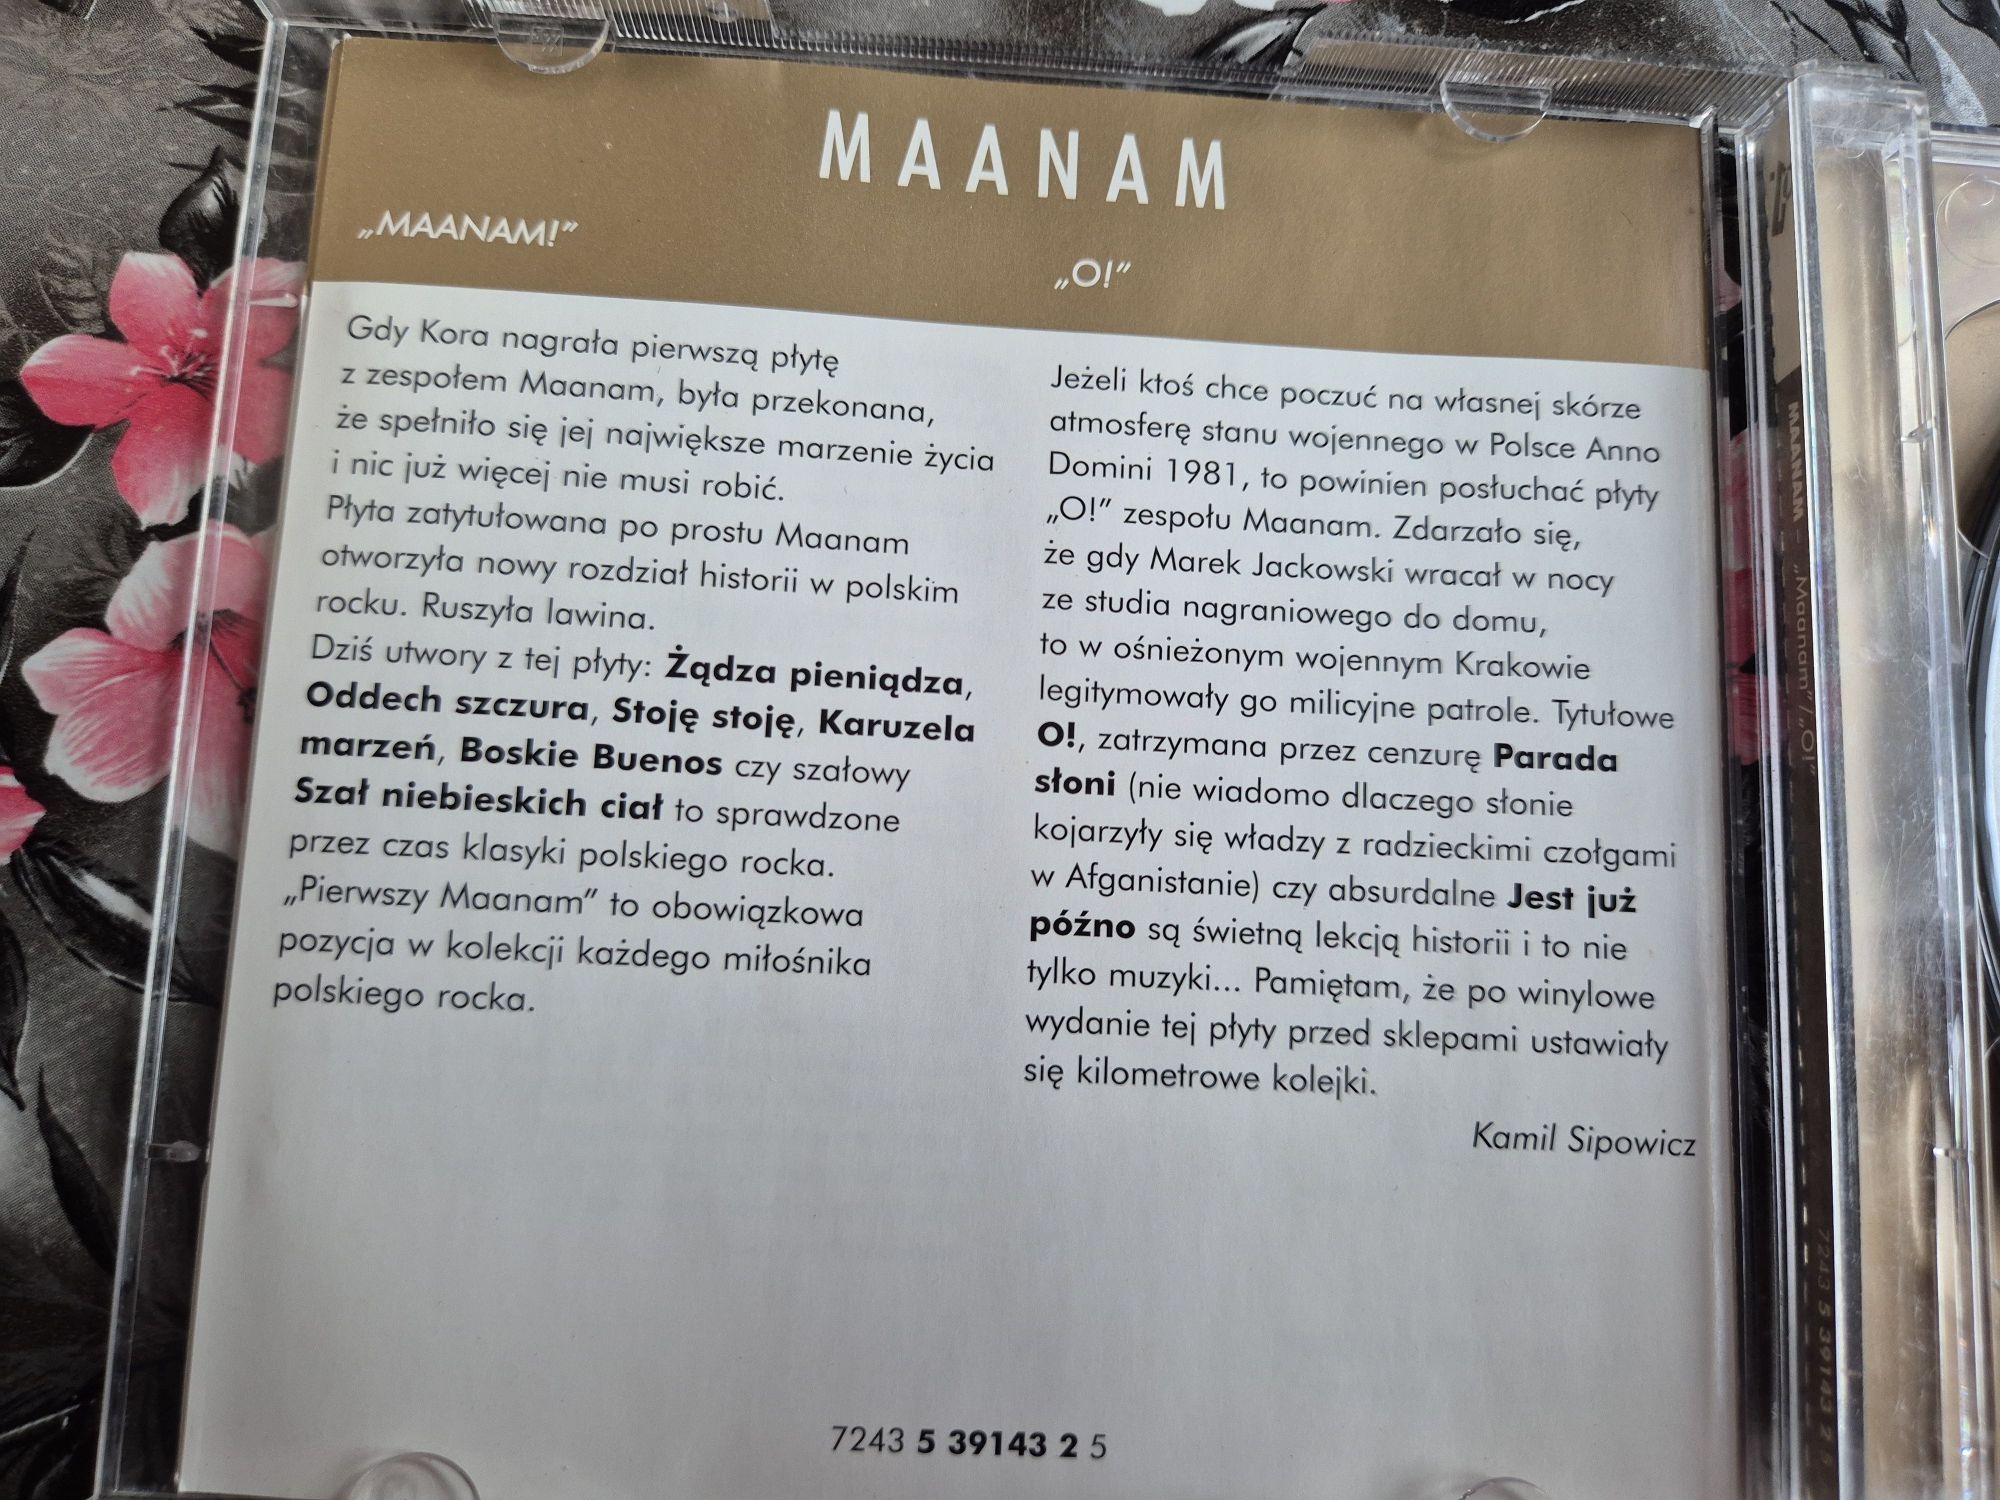 MAANAM
„MAANAM!”
Gdy Kora nagrała pierwszą płytę
z zespołem Maanam, była przekonana,
że spełniło się jej największe marzenie życia
i nic już więcej nie musi robić.
Płyta zatytułowana po prostu Maanam
otworzyła nowy rozdział historii w polskim
rocku. Ruszyła lawina.
Dziś utwory z tej płyty: Żądza pieniądza,
Oddech szczura, Stoję stoję, Karuzela
marzeń, Boskie Buenos czy szałowy
Szał niebieskich ciał to sprawdzone
przez czas klasyki polskiego rocka.
„Pierwszy Maanam” to obowiązkowa
pozycja w kolekcji każdego miłośnika
polskiego rocka.
„O!”
Jeżeli ktoś chce poczuć na własnej skórze
atmosferę stanu wojennego w Polsce Anno
Domini 1981, to powinien posłuchać płyty
„O!” zespołu Maanam. Zdarzało się,
że gdy Marek Jackowski wracał w nocy
ze studia nagraniowego do domu,
to w ośnieżonym wojennym Krakowie
legitymowały go milicyjne patrole. Tytułowe
O!, zatrzymana przez cenzurę Parada
słoni (nie wiadomo dlaczego słonie
kojarzyły się władzy z radzieckimi czołgami
w Afganistanie) czy absurdalne Jest już
późno są świetną lekcją historii i to nie
tylko muzyki... Pamiętam, że po winylowe
wydanie tej płyty przed sklepami ustawiały
się kilometrowe kolejki.
Kamil Sipowicz
7243 5 39143 2 5
MAANAM – „Maanam”/„O!”
7243 5 39143 2 5